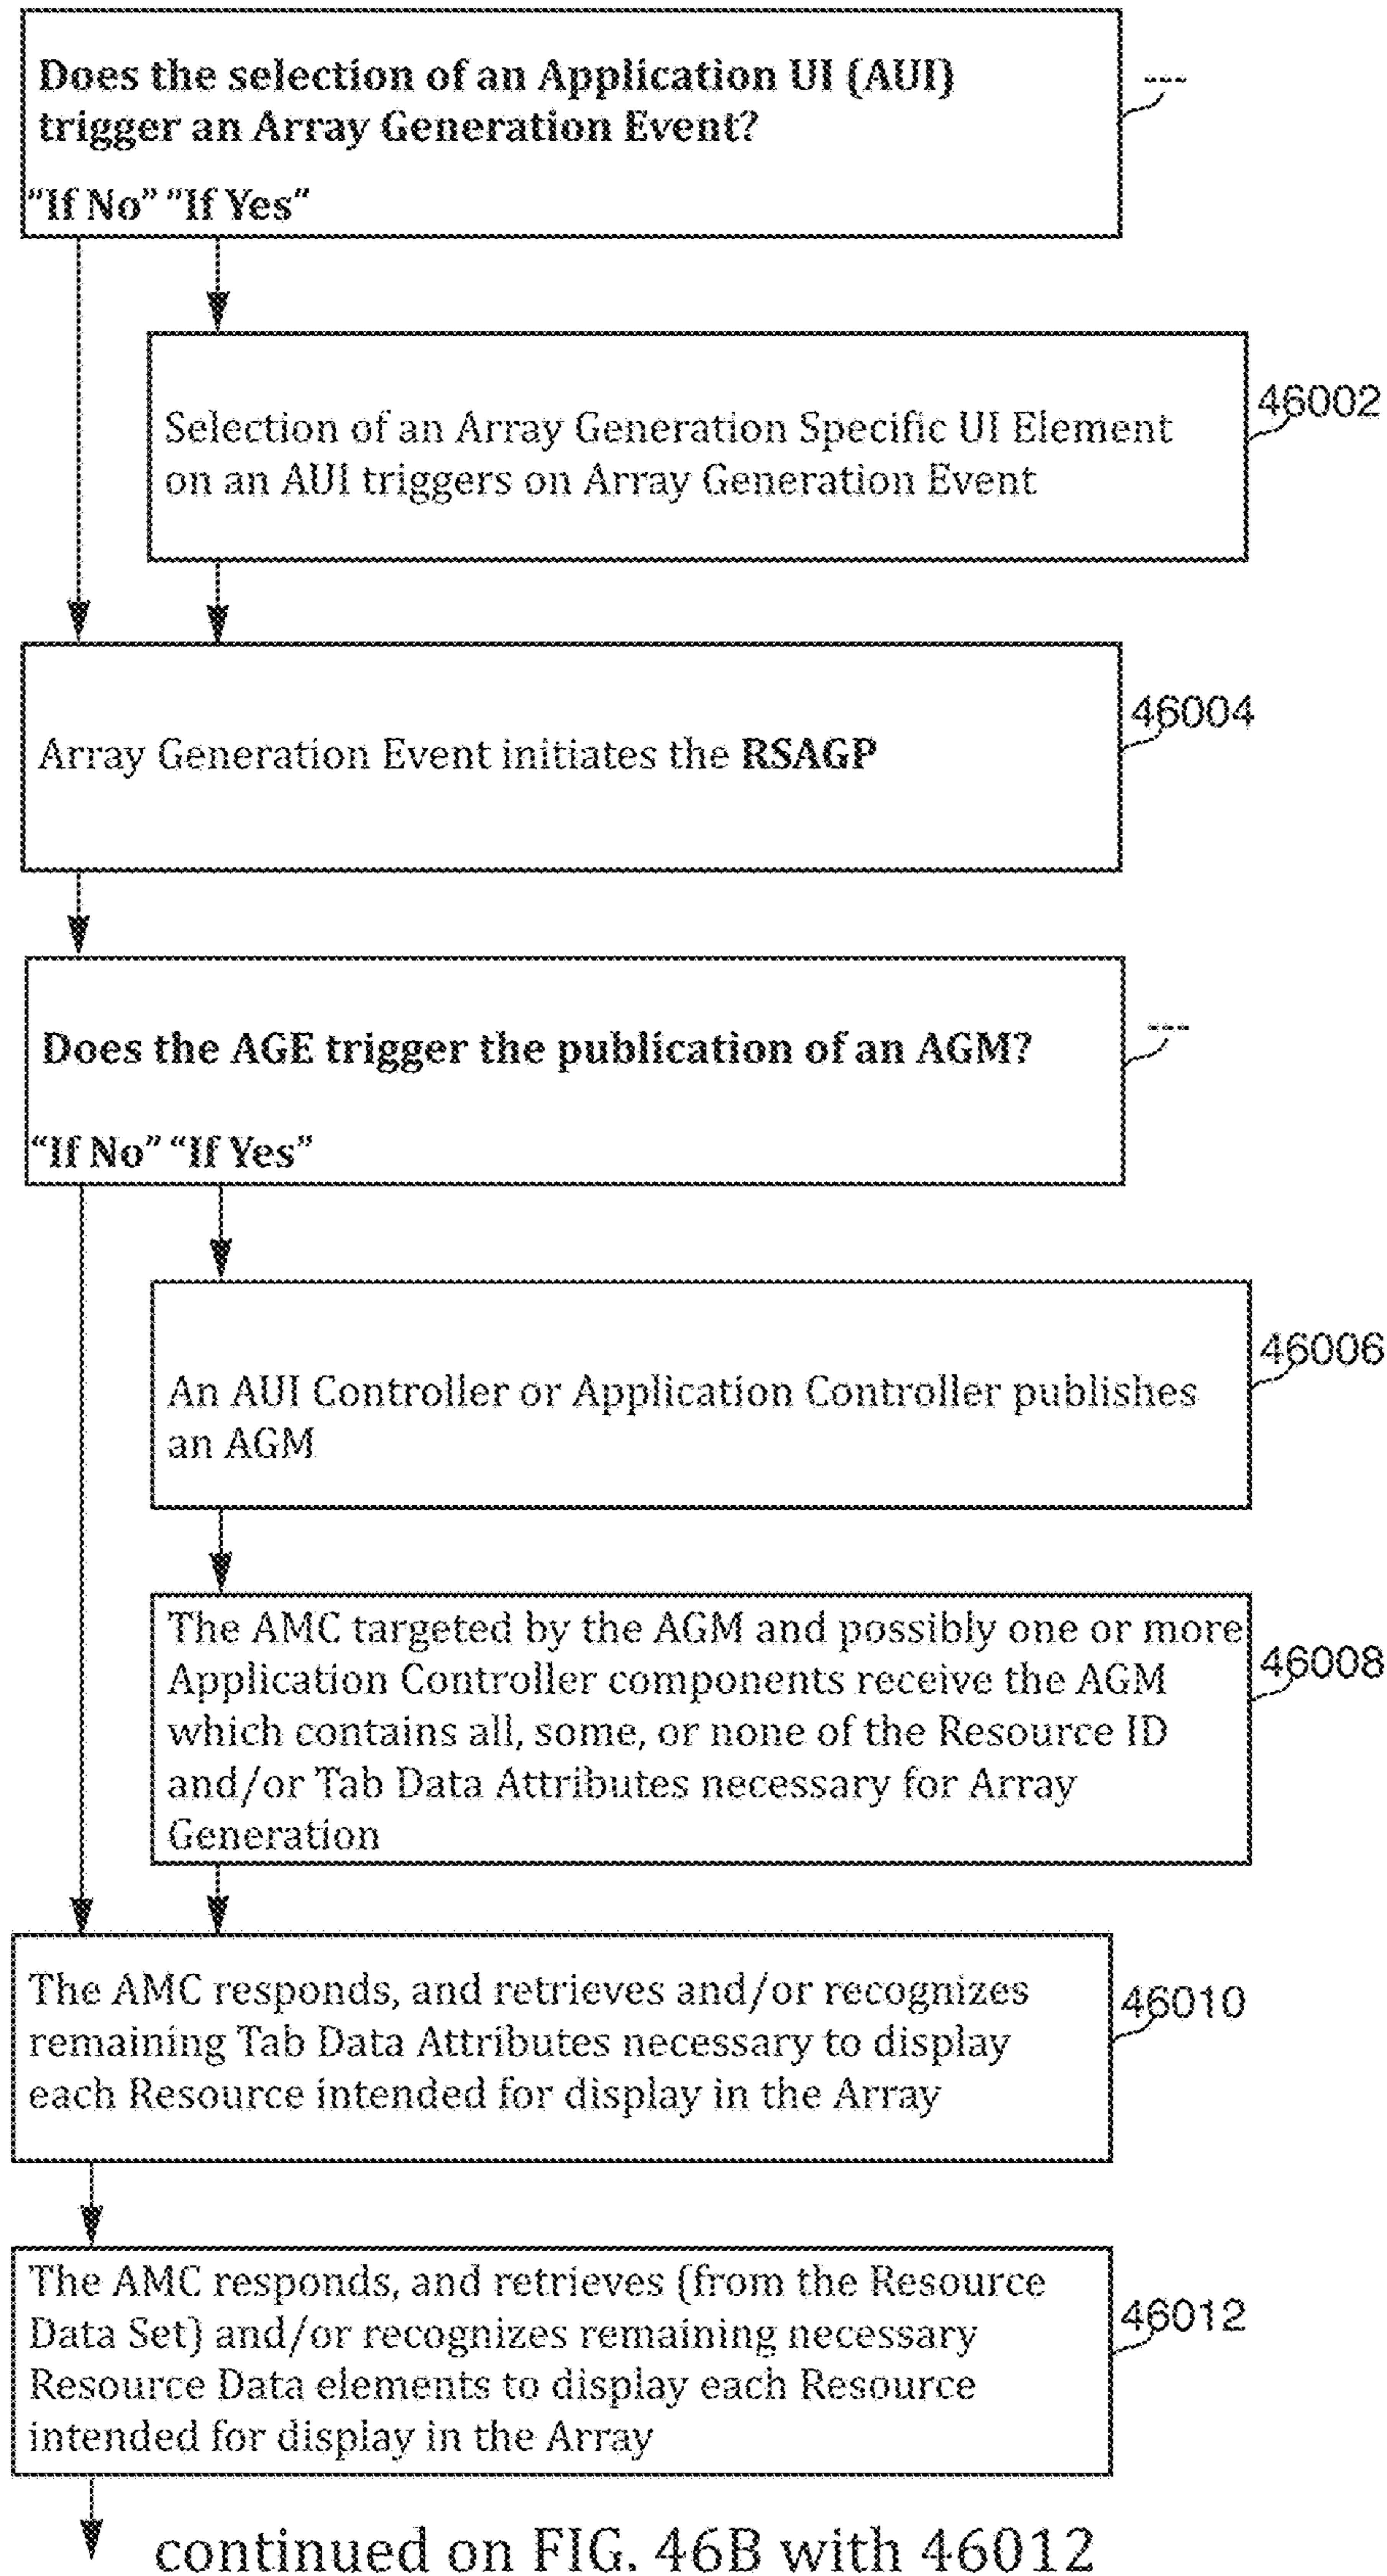 Does the selection of an Application UI (AUI)
trigger an Array Generation Event?
---
"If No" "If Yes"
Selection of an Array Generation Specific UI Element
on an AUI triggers on Array Generation Event
46002
Array Generation Event initiates the RSAGP
46004
Does the AGE trigger the publication of an AGM?
---
“If No” “If Yes”
An AUI Controller or Application Controller publishes
an AGM
46006
The AMC targeted by the AGM and possibly one or more
Application Controller components receive the AGM
which contains all, some, or none of the Resource ID
and/or Tab Data Attributes necessary for Array
Generation
46008
The AMC responds, and retrieves and/or recognizes
remaining Tab Data Attributes necessary to display
each Resource intended for display in the Array
46010
The AMC responds, and retrieves (from the Resource
Data Set) and/or recognizes remaining necessary
Resource Data elements to display each Resource
intended for display in the Array
46012
continued on FIG. 46B with 46012